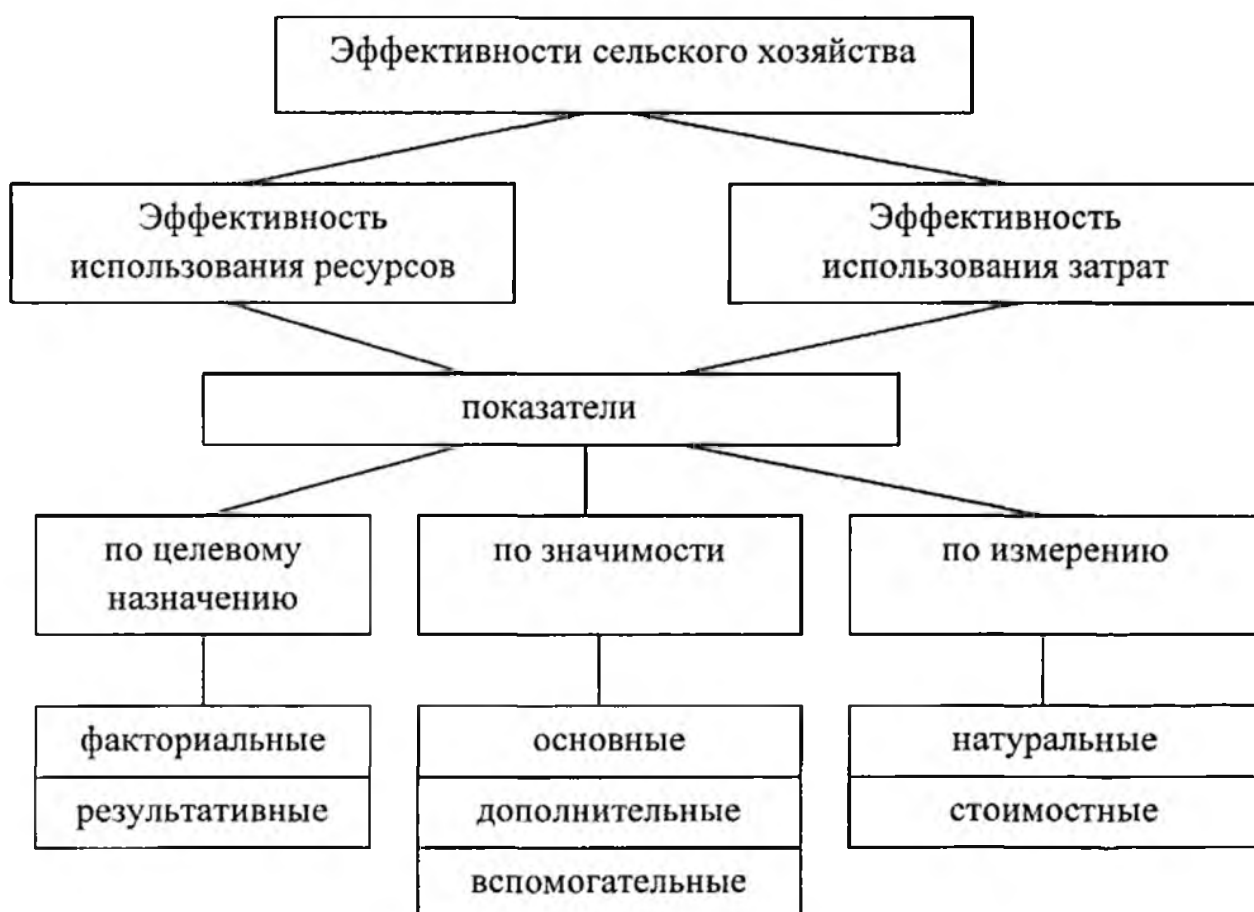 Эффективности сельского хозяйства
Эффективность
использования ресурсов
Эффективность
использования затрат
показатели
по целевому
назначению
по значимости
по измерению
факториальные
результативные
основные
дополнительные
вспомогательные
натуральные
стоимостные